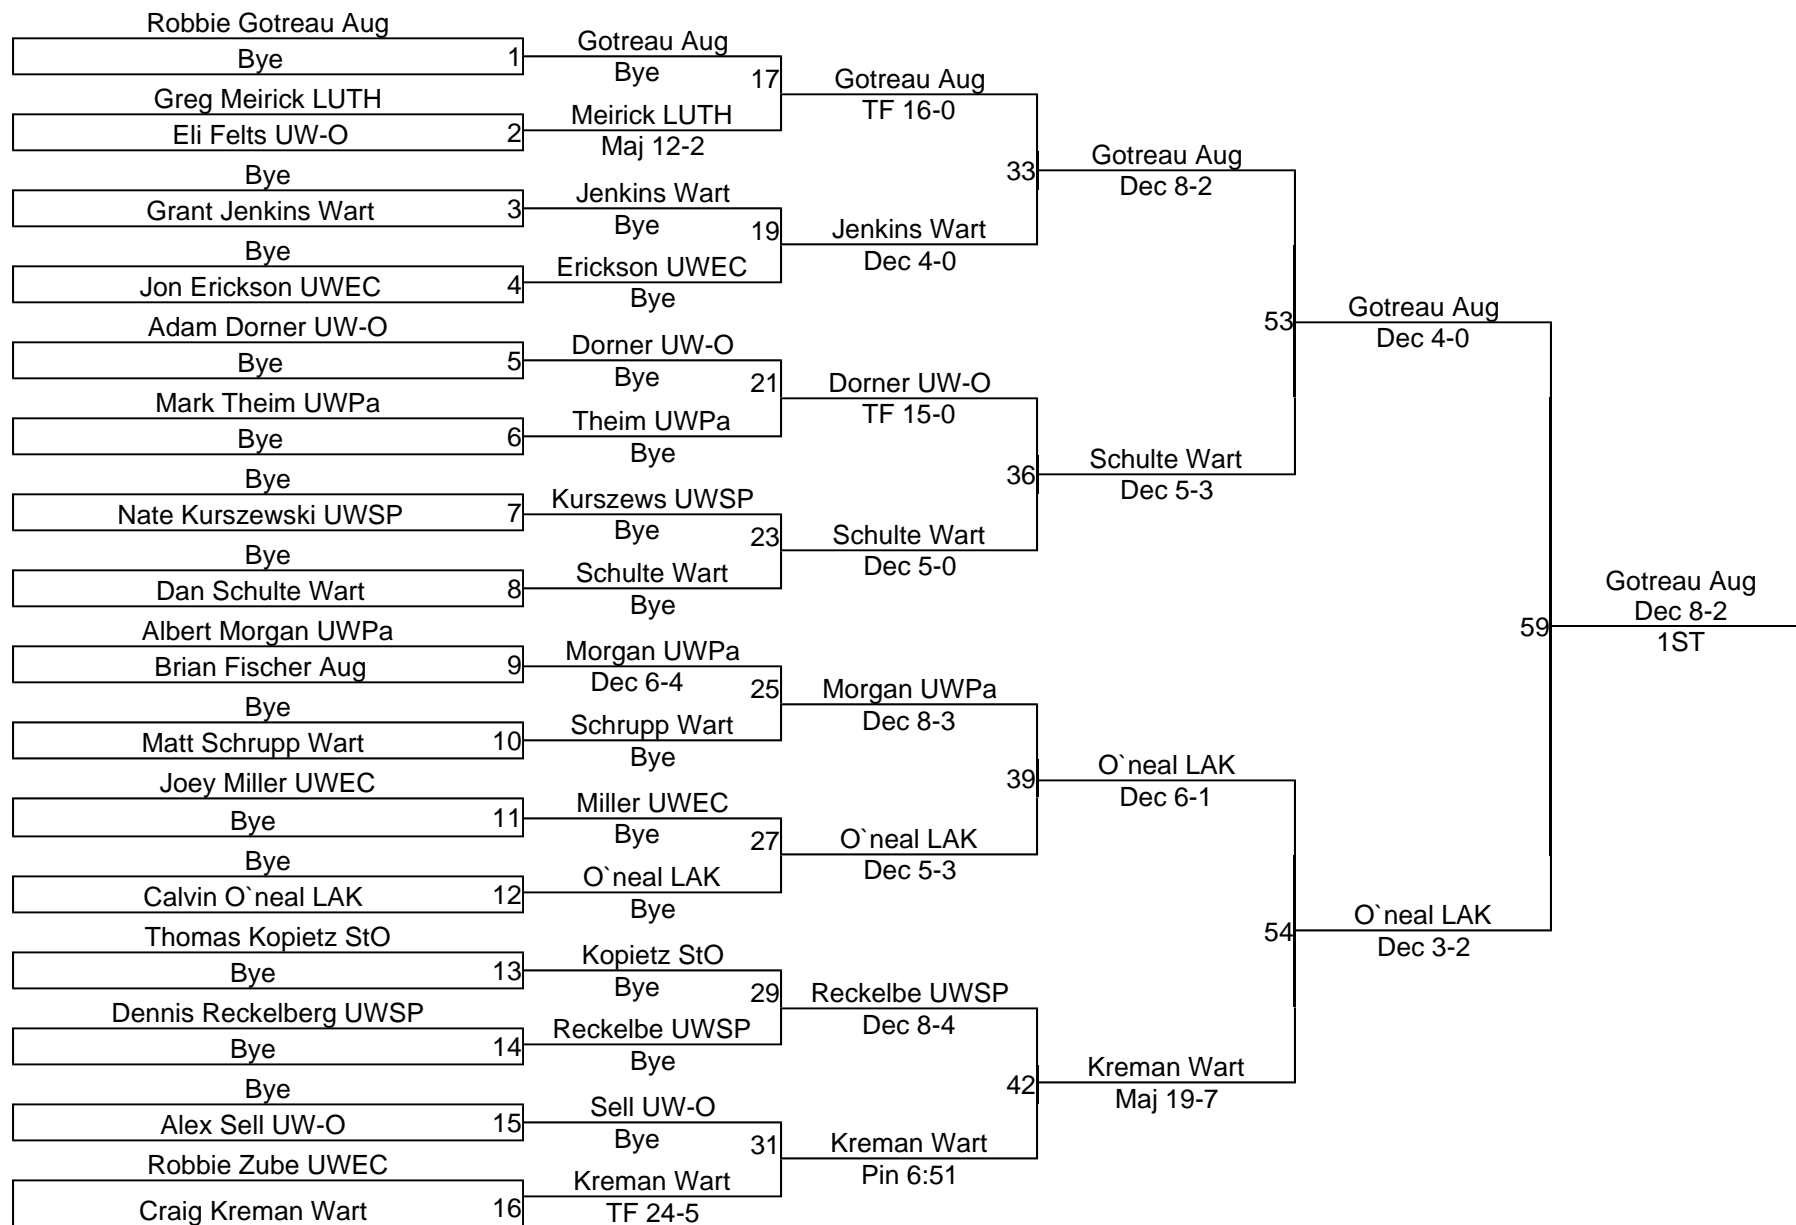 Robbie Gotreau Aug
Bye 1
Greg Meirick LUTH
Eli Felts UW-O 2
Bye
Grant Jenkins Wart 3
Bye
Jon Erickson UWEC 4
Adam Dorner UW-O
Bye 5
Mark Theim UWPa
Bye 6
Bye
Nate Kurszewski UWSP 7
Bye
Dan Schulte Wart 8
Albert Morgan UWPa
Brian Fischer Aug 9
Bye
Matt Schrupp Wart 10
Joey Miller UWEC
Bye 11
Bye
Calvin O`neal LAK 12
Thomas Kopietz StO
Bye 13
Dennis Reckelberg UWSP
Bye 14
Bye
Alex Sell UW-O 15
Robbie Zube UWEC
Craig Kreman Wart 16
Gotreau Aug
Bye 17
Meirick LUTH
Maj 12-2
Jenkins Wart
Bye 19
Erickson UWEC
Bye
Dorner UW-O
Bye 21
Theim UWPa
Bye
Kurszews UWSP
Bye 23
Schulte Wart
Bye
Morgan UWPa
Dec 6-4 25
Schrupp Wart
Bye
Miller UWEC
Bye 27
O`neal LAK
Bye
Kopietz StO
Bye 29
Reckelbe UWSP
Bye
Sell UW-O
Bye 31
Kreman Wart
TF 24-5
Gotreau Aug
TF 16-0
33
Jenkins Wart
Dec 4-0
Dorner UW-O
TF 15-0
36
Schulte Wart
Dec 5-0
Morgan UWPa
Dec 8-3
39
O`neal LAK
Dec 5-3
Reckelbe UWSP
Dec 8-4
42
Kreman Wart
Pin 6:51
Gotreau Aug
Dec 8-2
53
Schulte Wart
Dec 5-3
O`neal LAK
Dec 6-1
54
Kreman Wart
Maj 19-7
Gotreau Aug
Dec 4-0
59
O`neal LAK
Dec 3-2
Gotreau Aug
Dec 8-2
1ST